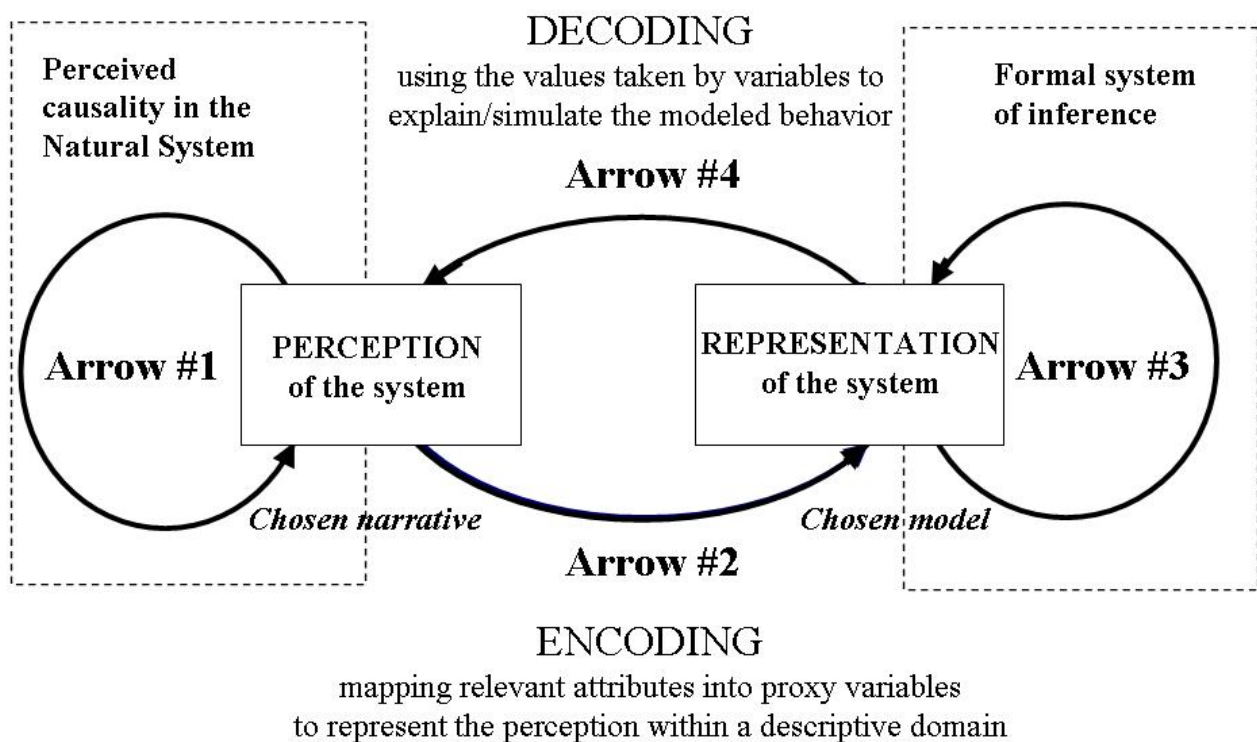 DECODING
using the values taken by variables to
explain/simulate the modeled behavior
Perceived
causality in the
Natural System
Formal system
of inference
Arrow #4
Arrow #1
PERCEPTION
of the system
REPRESENTATION
of the system
Arrow #3
Chosen narrative
Chosen model
Arrow #2
ENCODING
mapping relevant attributes into proxy variables
to represent the perception within a descriptive domain